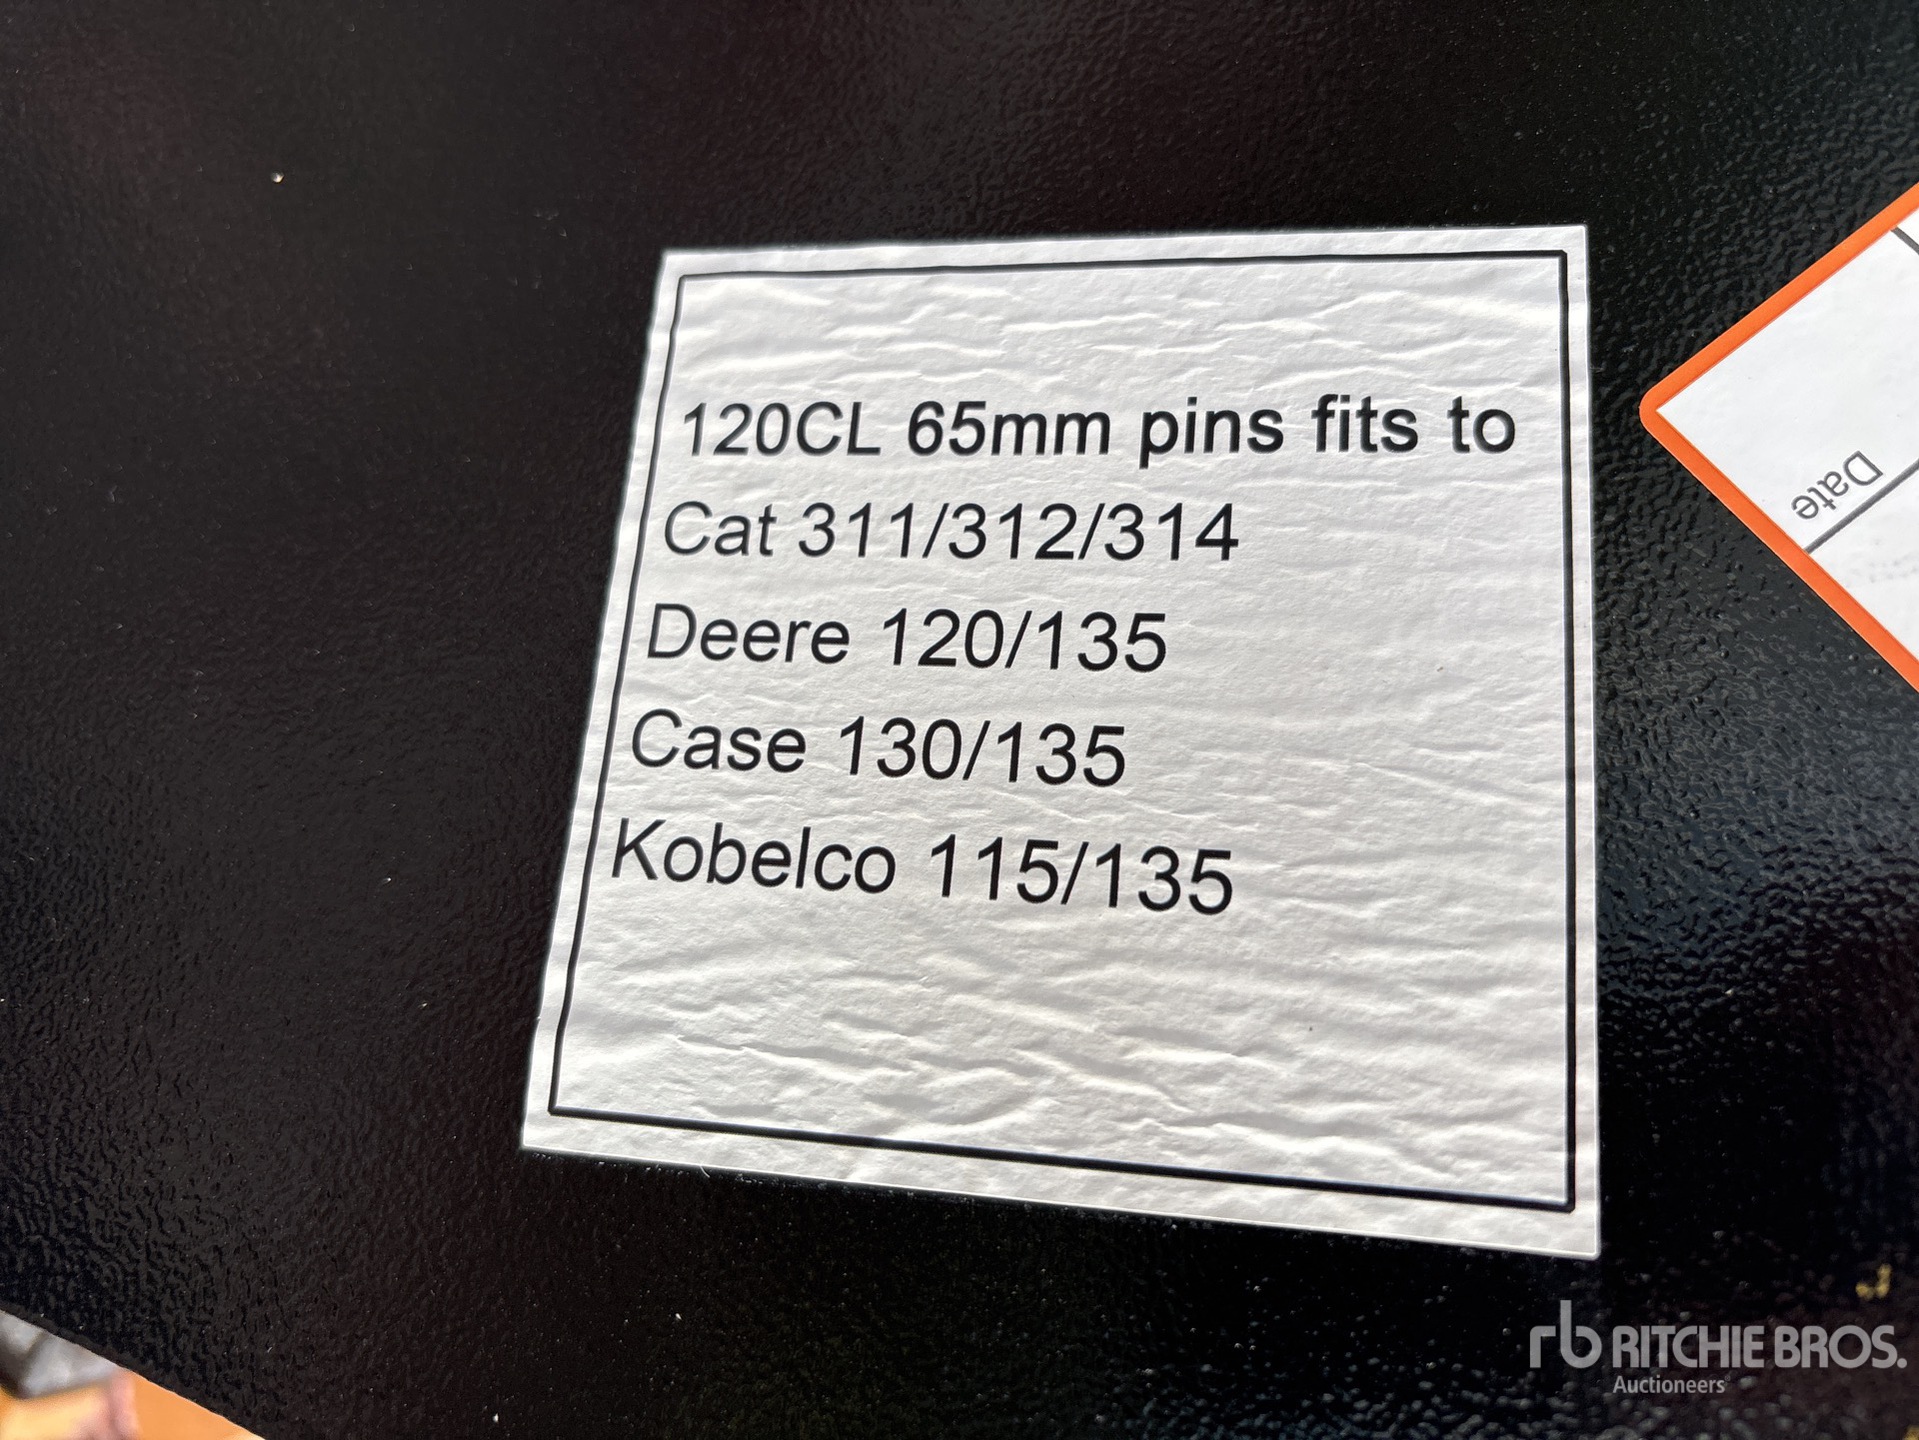 120CL 65mm pins fits to
Cat 311/312/314
Deere 120/135
Case 130/135
Kobelco 115/135
Date
rb RITCHIE BROS.
Auctioneers